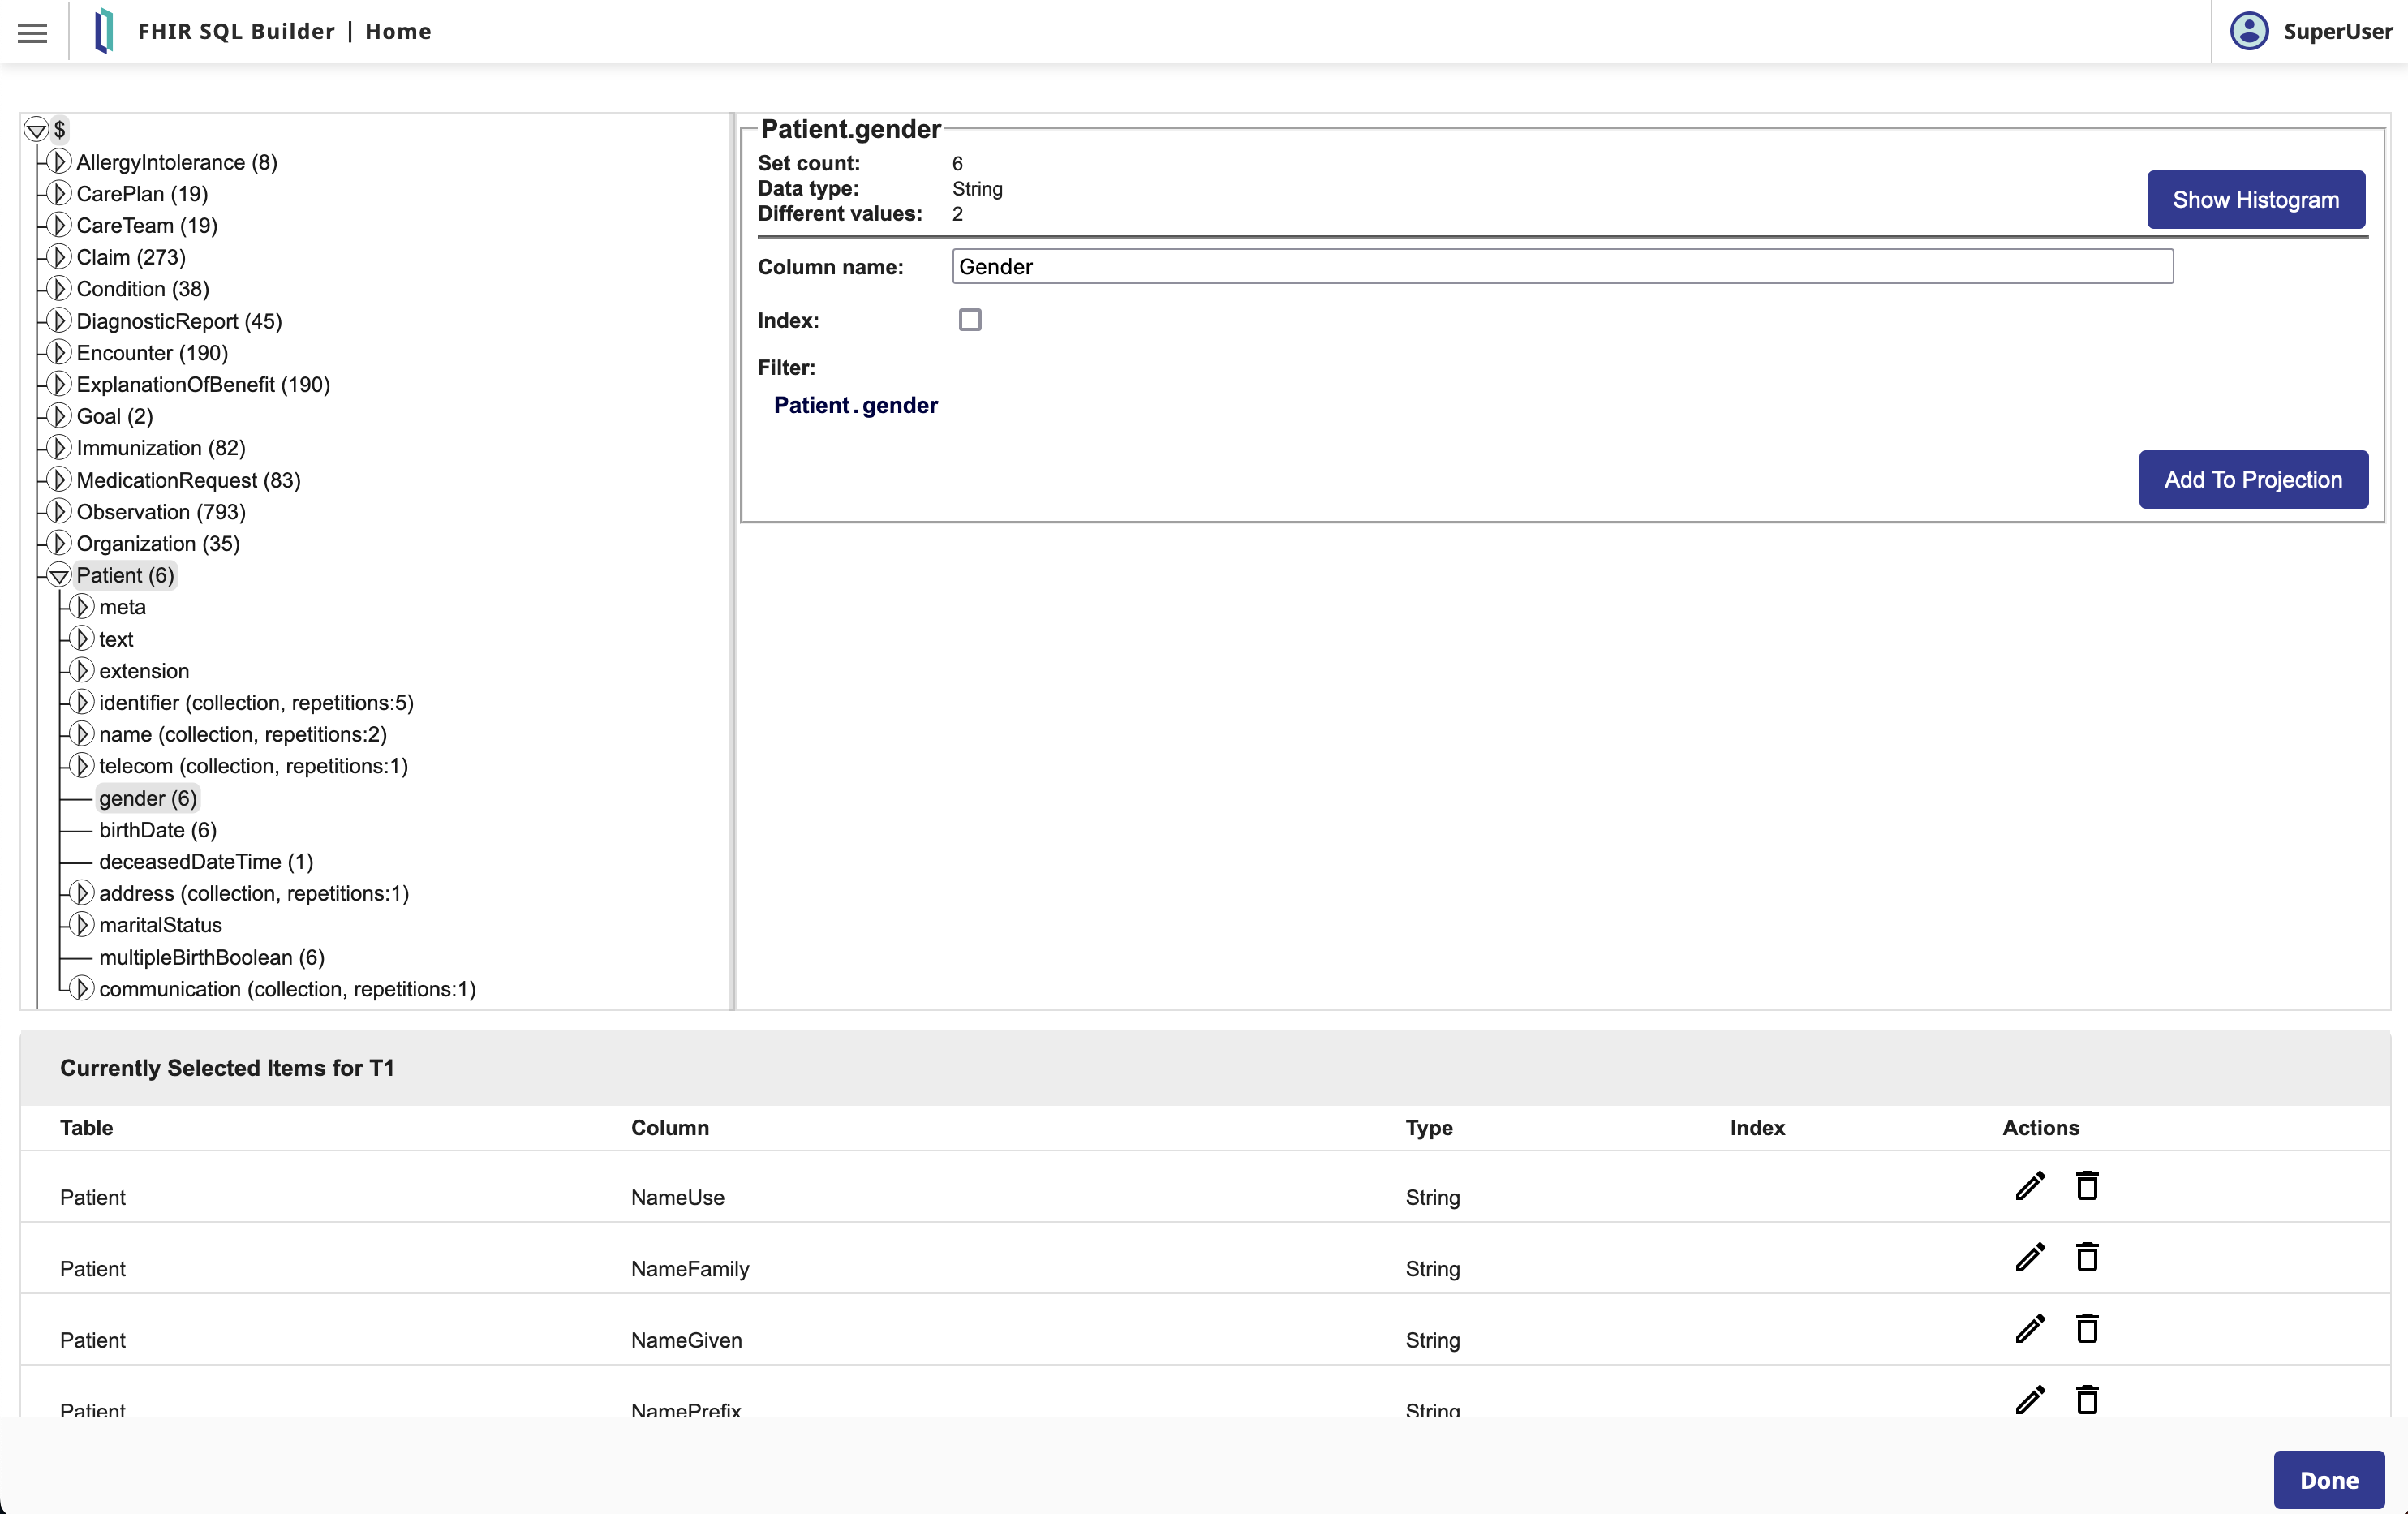 FHIR SQL Builder | Home
SuperUser
$
AllergyIntolerance (8)
CarePlan (19)
CareTeam (19)
Claim (273)
Condition (38)
DiagnosticReport (45)
Encounter (190)
ExplanationOfBenefit (190)
Goal (2)
Immunization (82)
MedicationRequest (83)
Observation (793)
Organization (35)
Patient (6)
meta
text
extension
identifier (collection, repetitions:5)
name (collection, repetitions:2)
telecom (collection, repetitions:1)
gender (6)
birthDate (6)
deceasedDateTime (1)
address (collection, repetitions:1)
maritalStatus
multipleBirthBoolean (6)
communication (collection, repetitions:1)
Patient.gender
Set count: 6
Data type: String
Different values: 2
Show Histogram
Column name: Gender
Index:
Filter:
Patient.gender
Add To Projection
Currently Selected Items for T1
Table Column Type Index Actions
Patient NameUse String
Patient NameFamily String
Patient NameGiven String
Patient NamePrefix String
Done